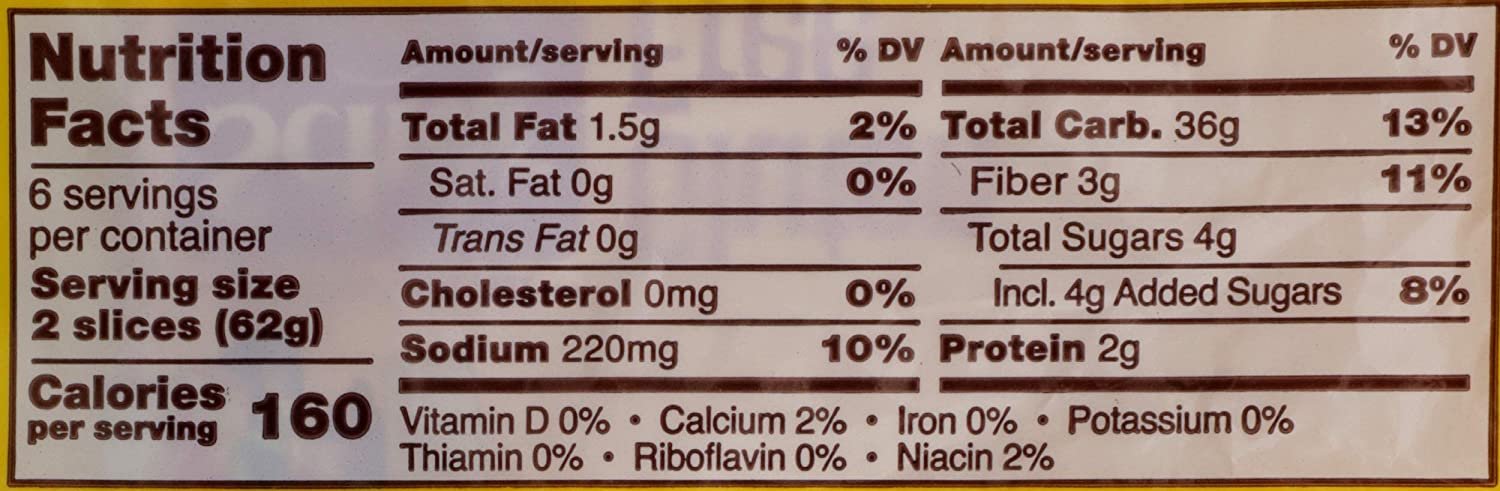 Nutrition
Facts
6 servings
per container
Serving size
2 slices (62g)
Calories
per serving 160
Amount/serving % DV
Total Fat 1.5g 2%
Sat. Fat 0g 0%
Trans Fat 0g
Cholesterol 0mg 0%
Sodium 220mg 10%
Amount/serving % DV
Total Carb. 36g 13%
Fiber 3g 11%
Total Sugars 4g
Incl. 4g Added Sugars 8%
Protein 2g
Vitamin D 0% • Calcium 2% • Iron 0% • Potassium 0%
Thiamin 0% • Riboflavin 0% • Niacin 2%